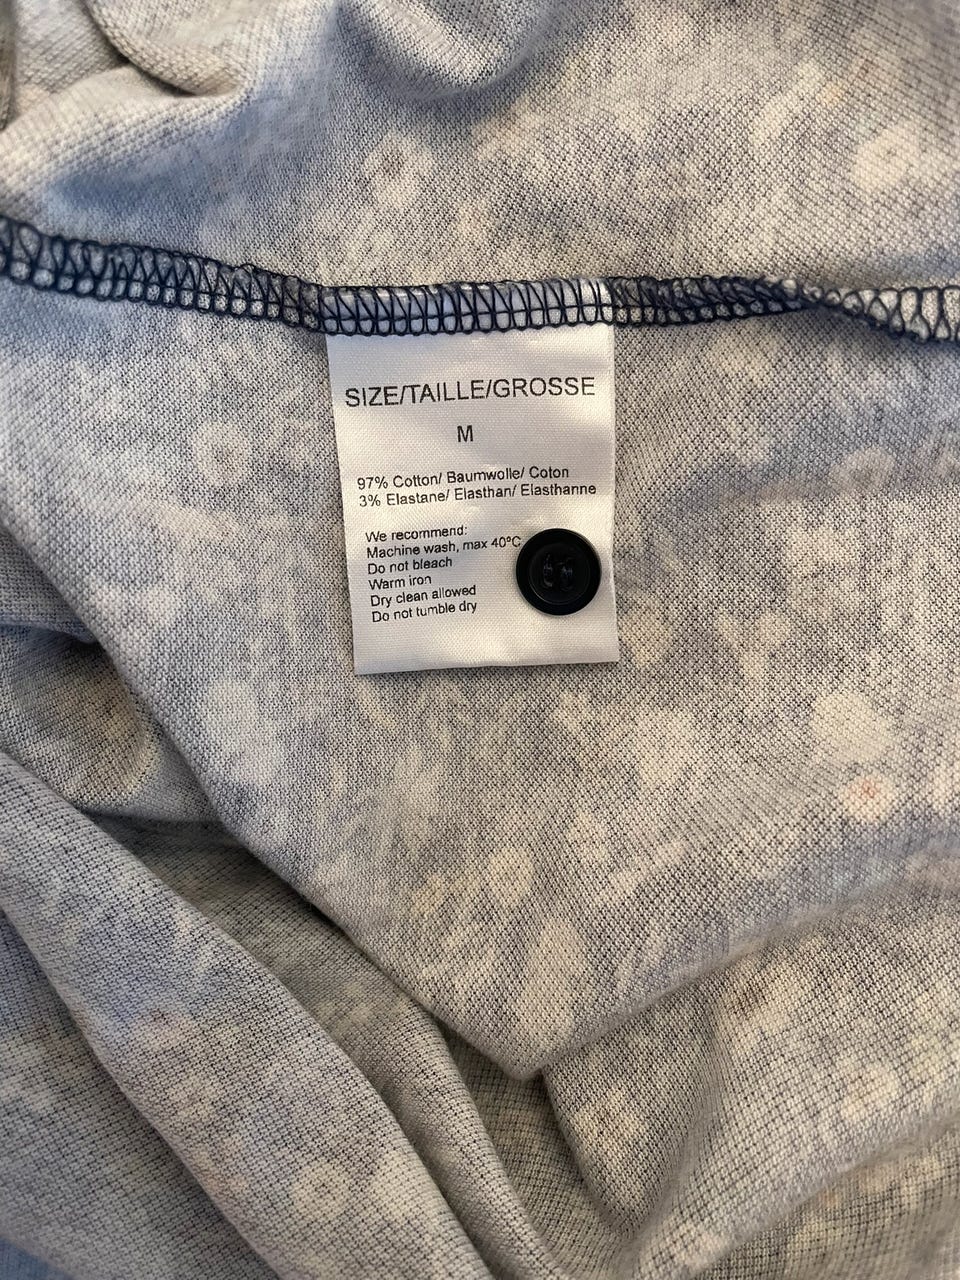 SIZE/TAILLE/GROSSE
M
97% Cotton/ Baumwolle/ Coton
3% Elastane/ Elasthan/ Elasthanne
We recommend:
Machine wash, max 40°C
Do not bleach
Warm iron
Dry clean allowed
Do not tumble dry